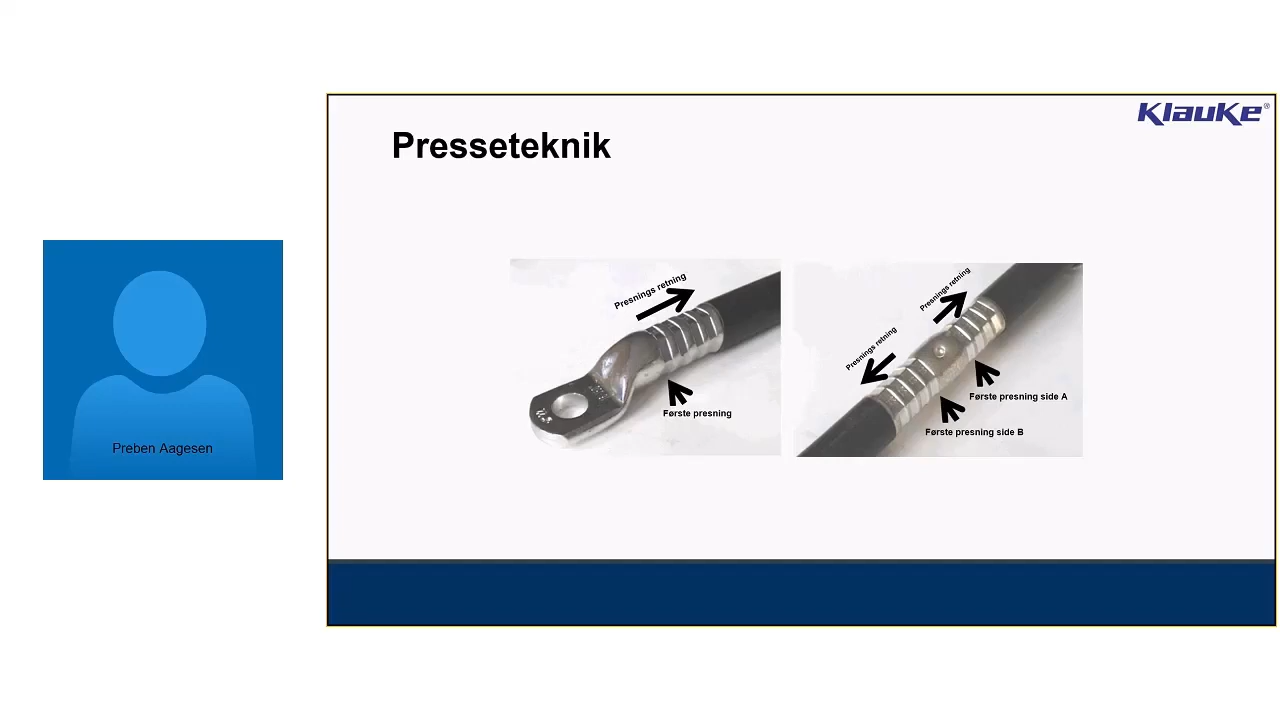 Klauke®
Presseteknik
Presnings retning
Første presning
Presnings retning
Presnings retning
Første presning side A
Første presning side B
Preben Aagesen